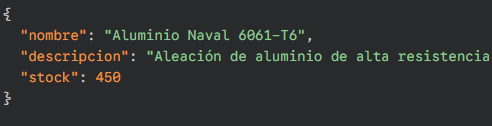 {
"nombre": "Aluminio Naval 6061-T6",
"descripcion": "Aleación de aluminio de alta resistencia
"stock": 450
}